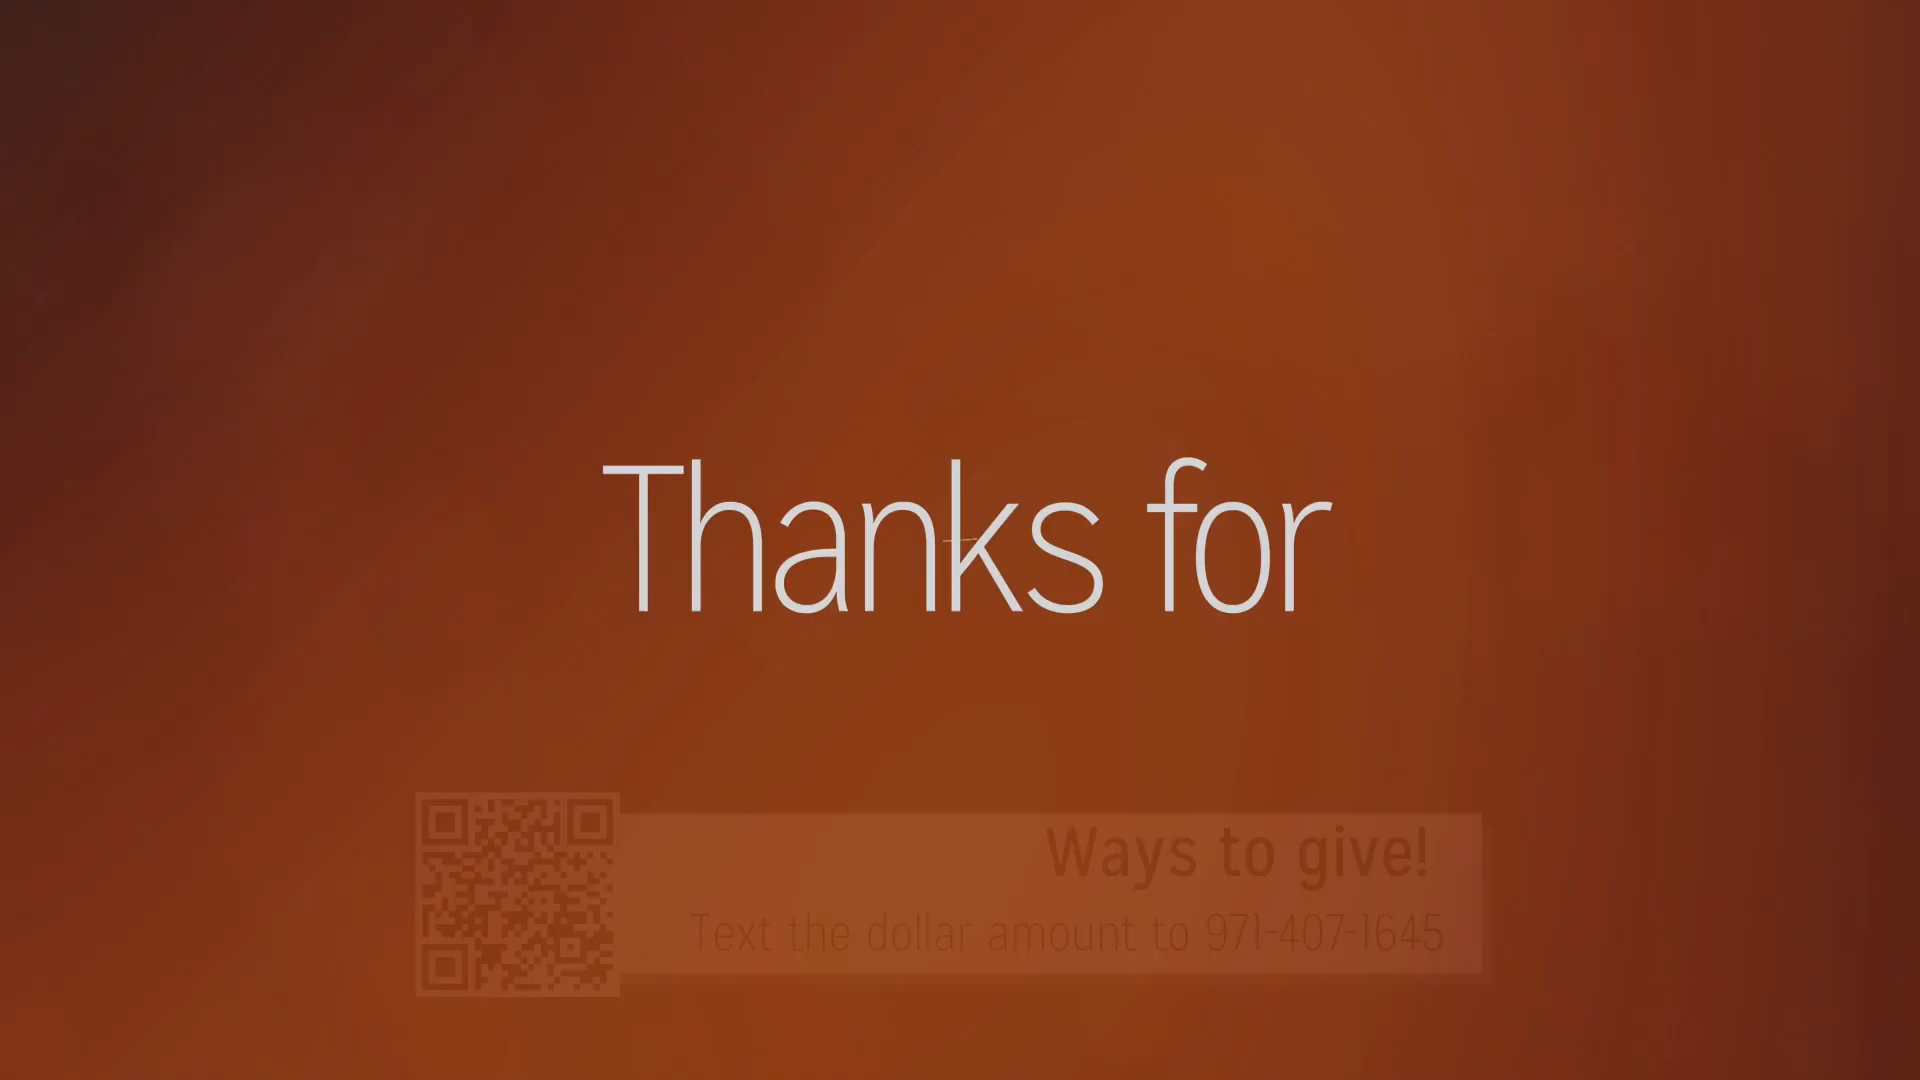 Thanks for
Ways to give!
Text the dollar amount to 971-407-1645